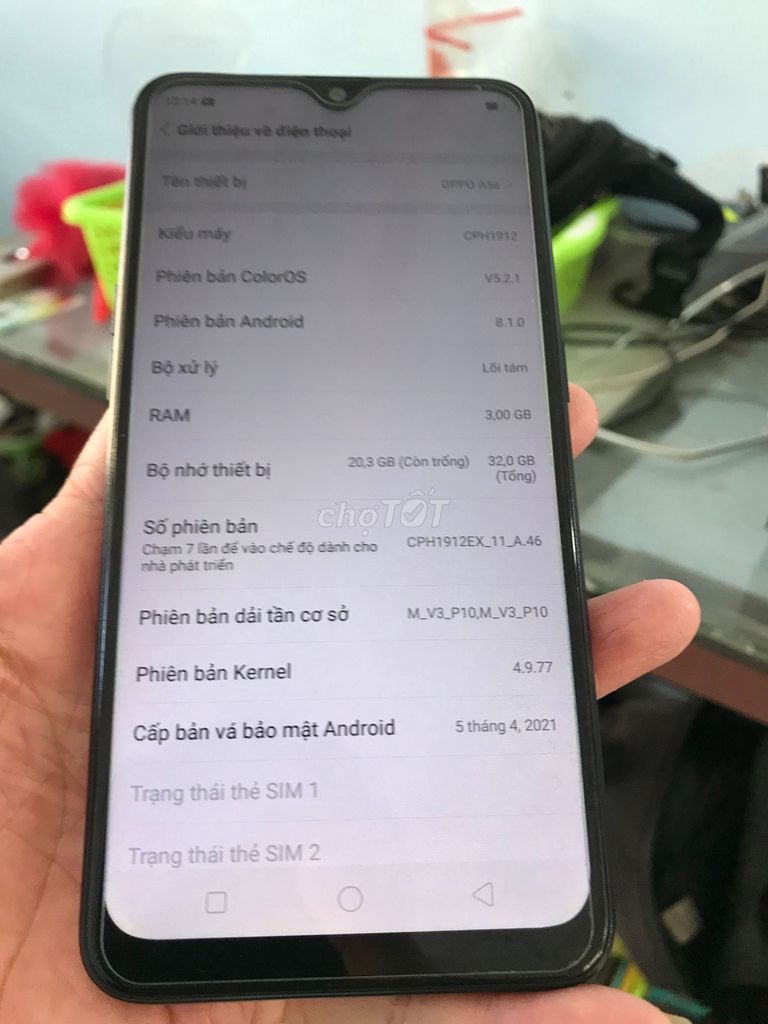 12:14
Giới thiệu về điện thoại
Tên thiết bị OPPO A5s
Kiểu máy CPH1912
Phiên bản ColorOS V5.2.1
Phiên bản Android 8.1.0
Bộ xử lý Lõi tám
RAM 3,00 GB
Bộ nhớ thiết bị 20,3 GB (Còn trống) 32,0 GB
(Tổng)
chợTỐT
Số phiên bản CPH1912EX_11_A.46
Chạm 7 lần để vào chế độ dành cho
nhà phát triển
Phiên bản dải tần cơ sở M_V3_P10,M_V3_P10
Phiên bản Kernel 4.9.77
Cấp bản vá bảo mật Android 5 tháng 4, 2021
Trạng thái thẻ SIM 1
Trạng thái thẻ SIM 2